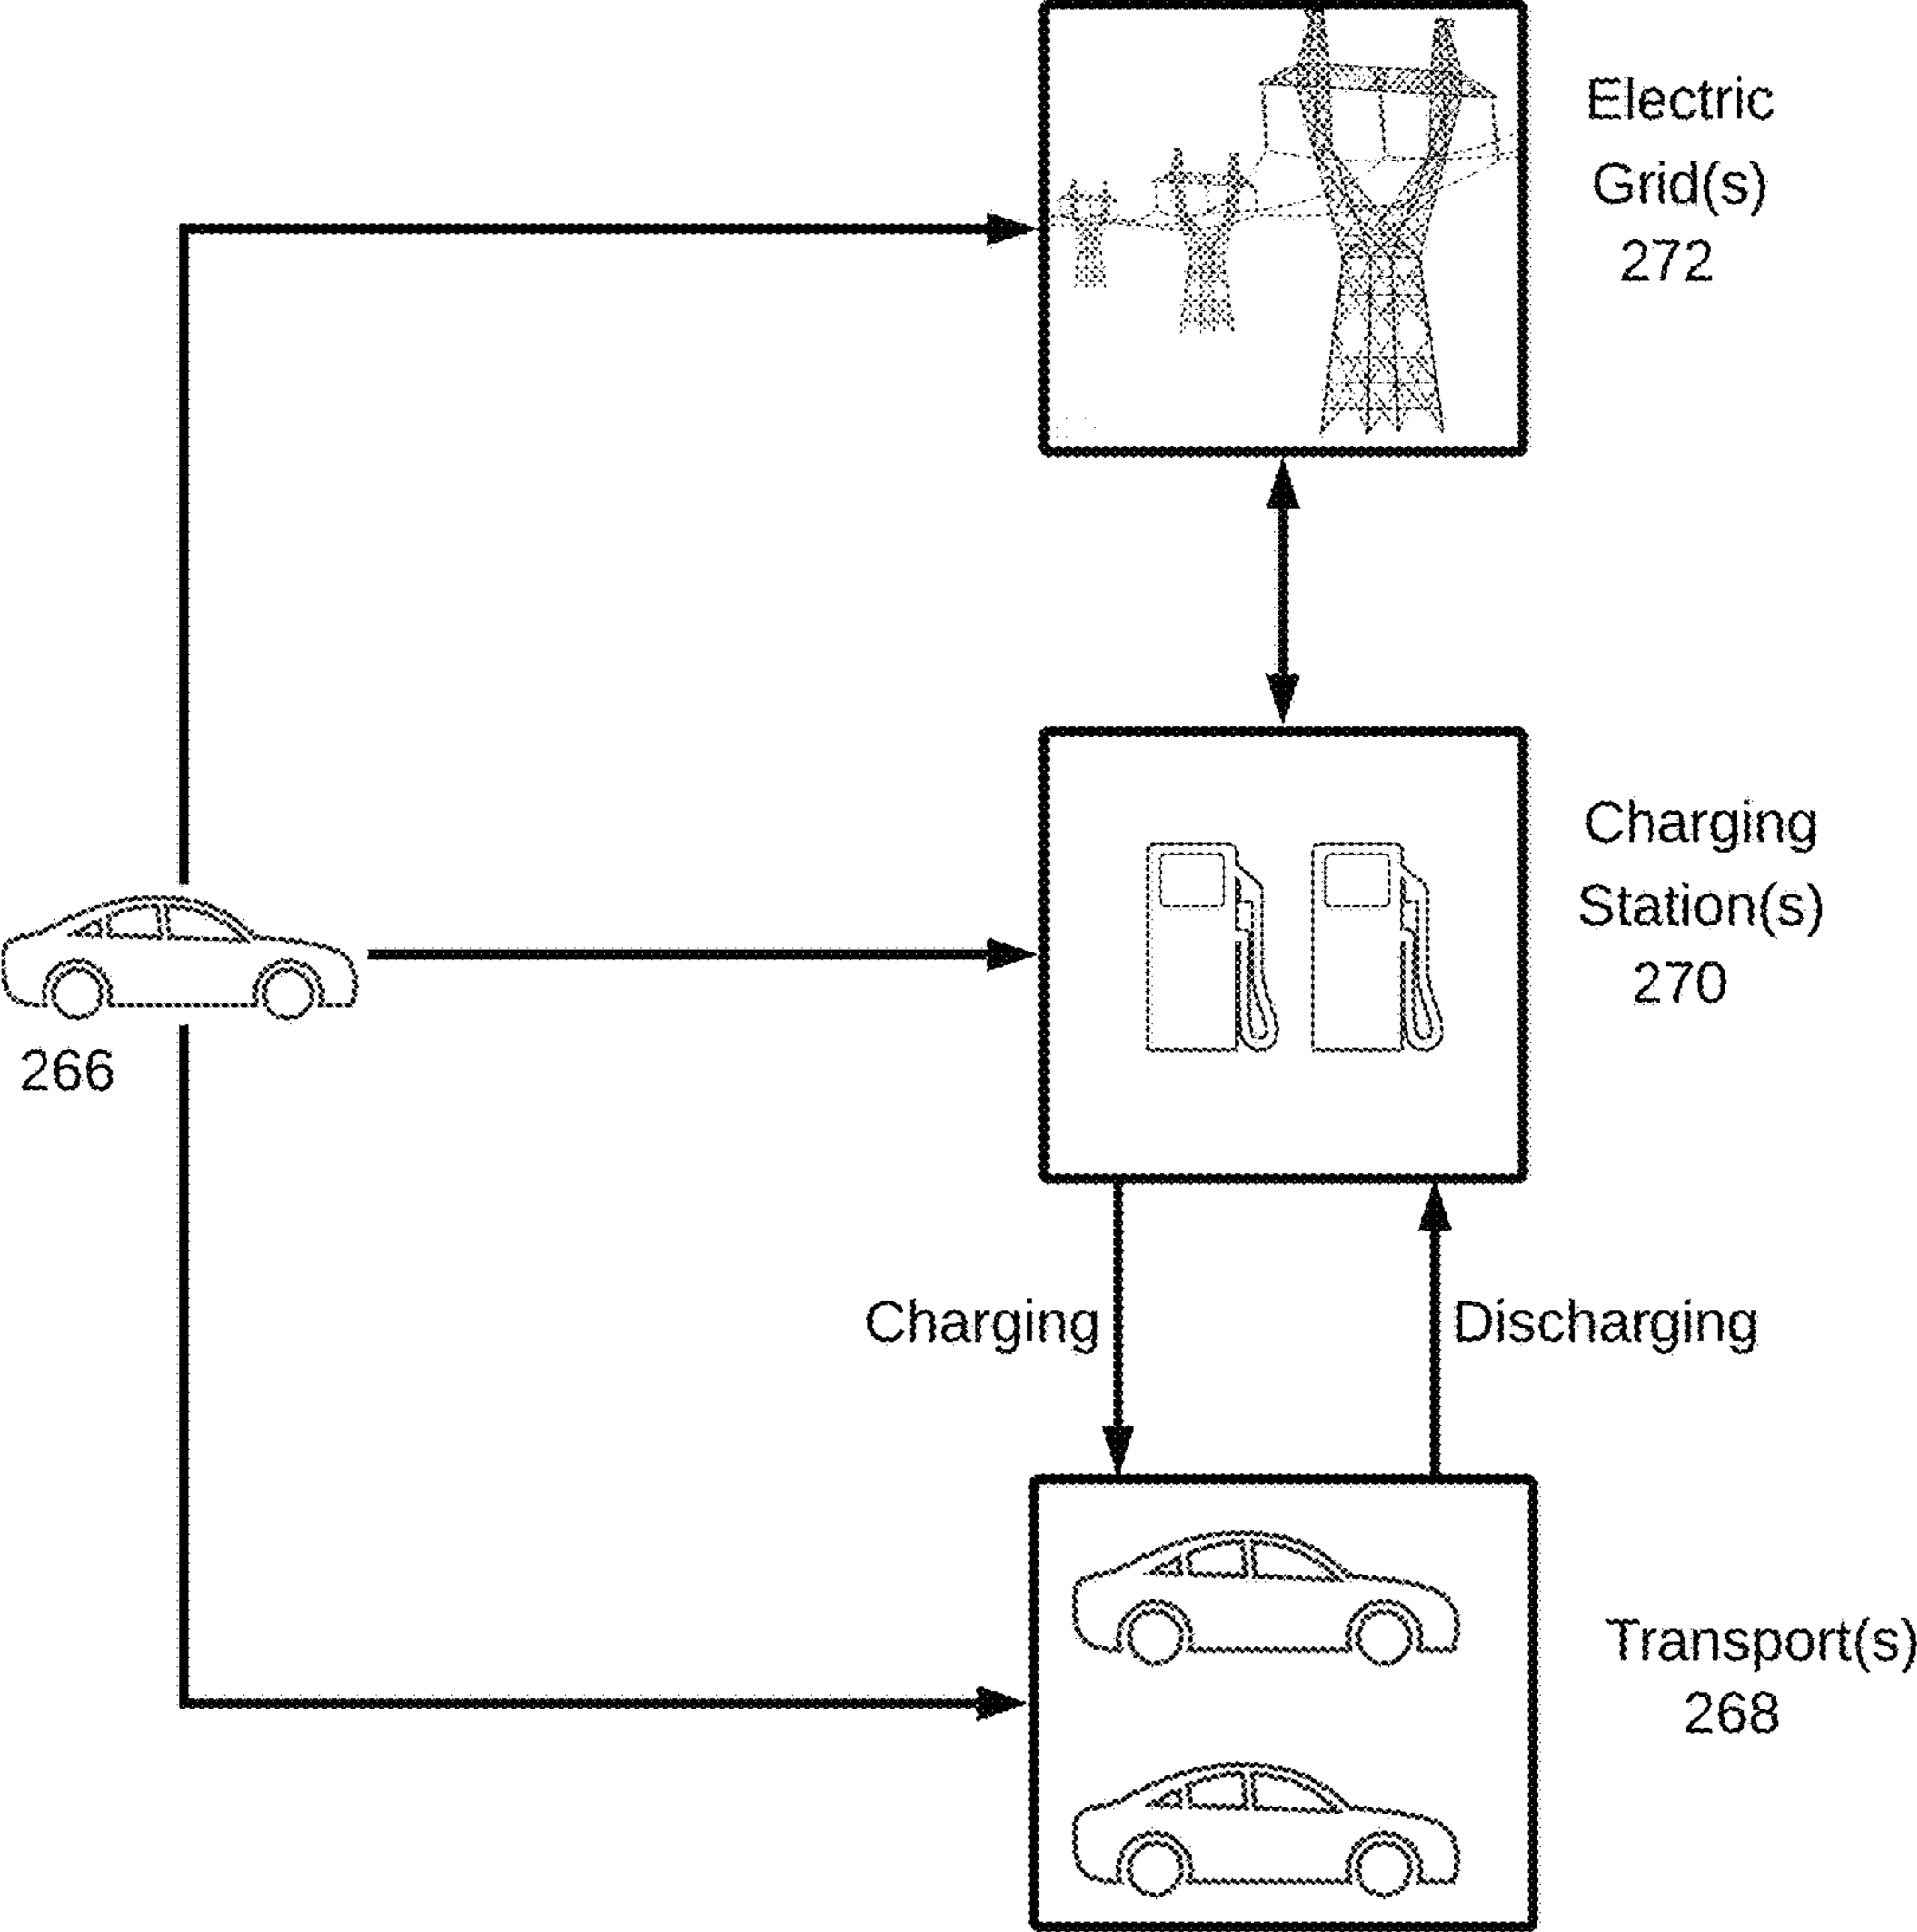 Electric
Grid(s)
272
Charging
Station(s)
270
266
Charging
Discharging
Transport(s)
268